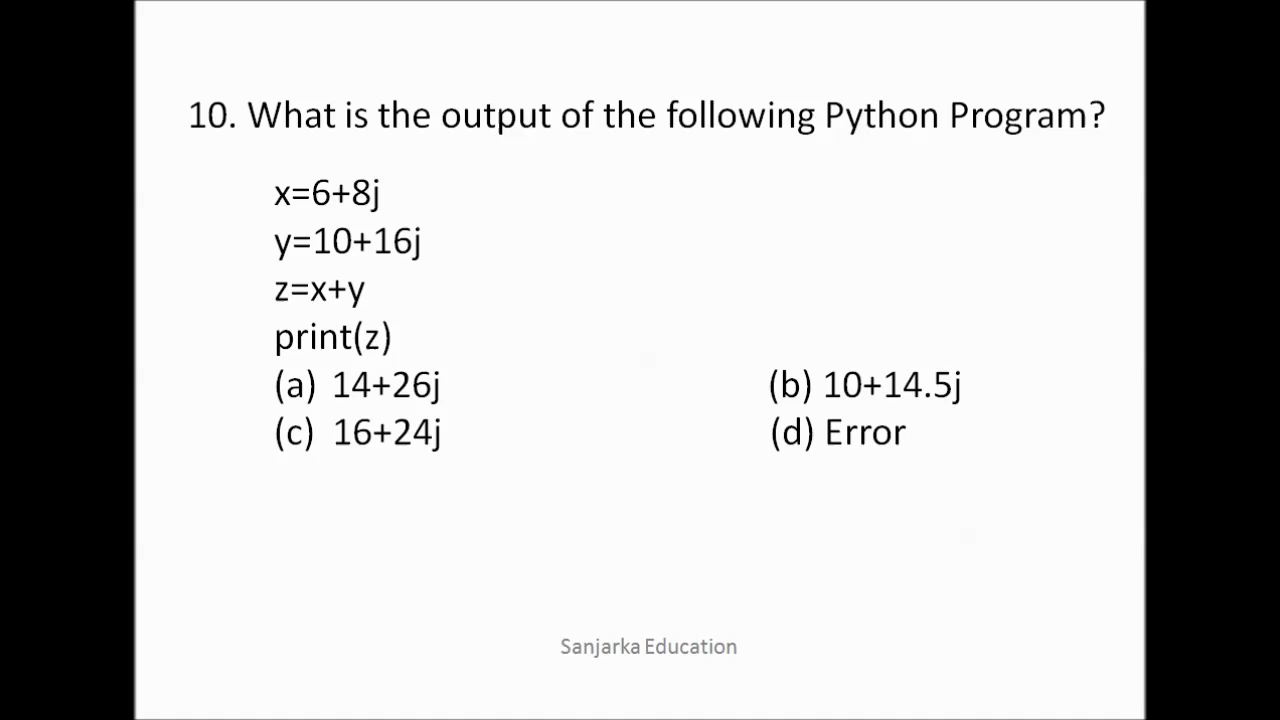 10. What is the output of the following Python Program?
x=6+8j
y=10+16j
z=x+y
print(z)
(a) 14+26j (b) 10+14.5j
(c) 16+24j (d) Error
Sanjarka Education